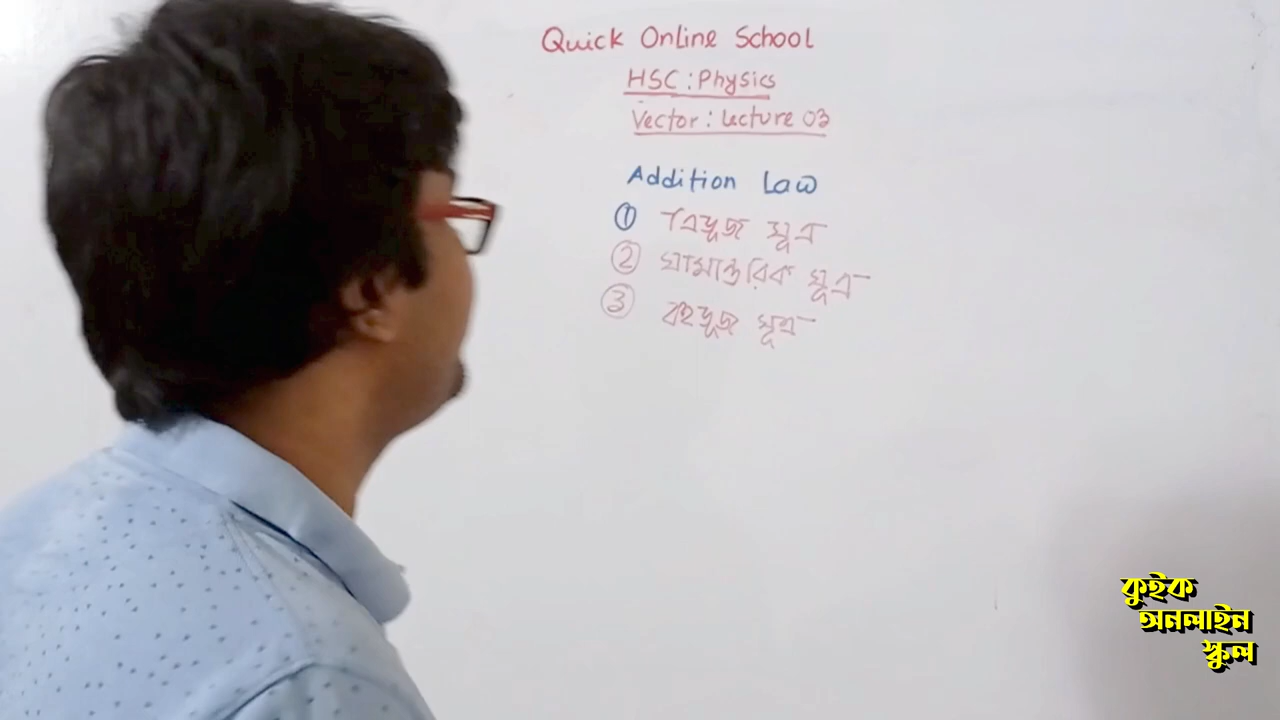 Quick Online School
HSC : Physics
Vector : Lecture 03
Addition Law
① ত্রিভূজ সূত্র
② সামান্তরিক সূত্র
③ বহুভূজ সূত্র
কুইক
অনলাইন
স্কুল